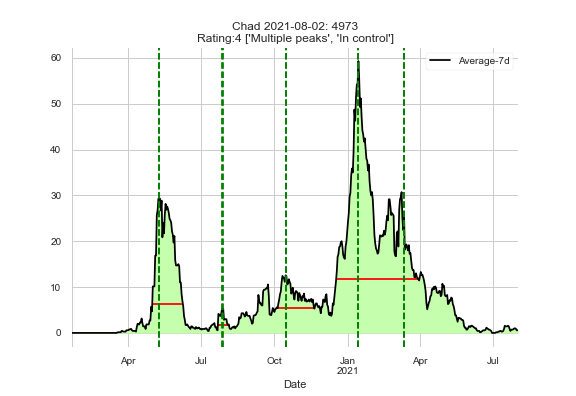 Chad 2021-08-02: 4973
Rating:4 ['Multiple peaks', 'In control']
Average-7d
60
50
40
30
20
10
0
Apr Jul Oct Jan Apr Jul
2021
Date